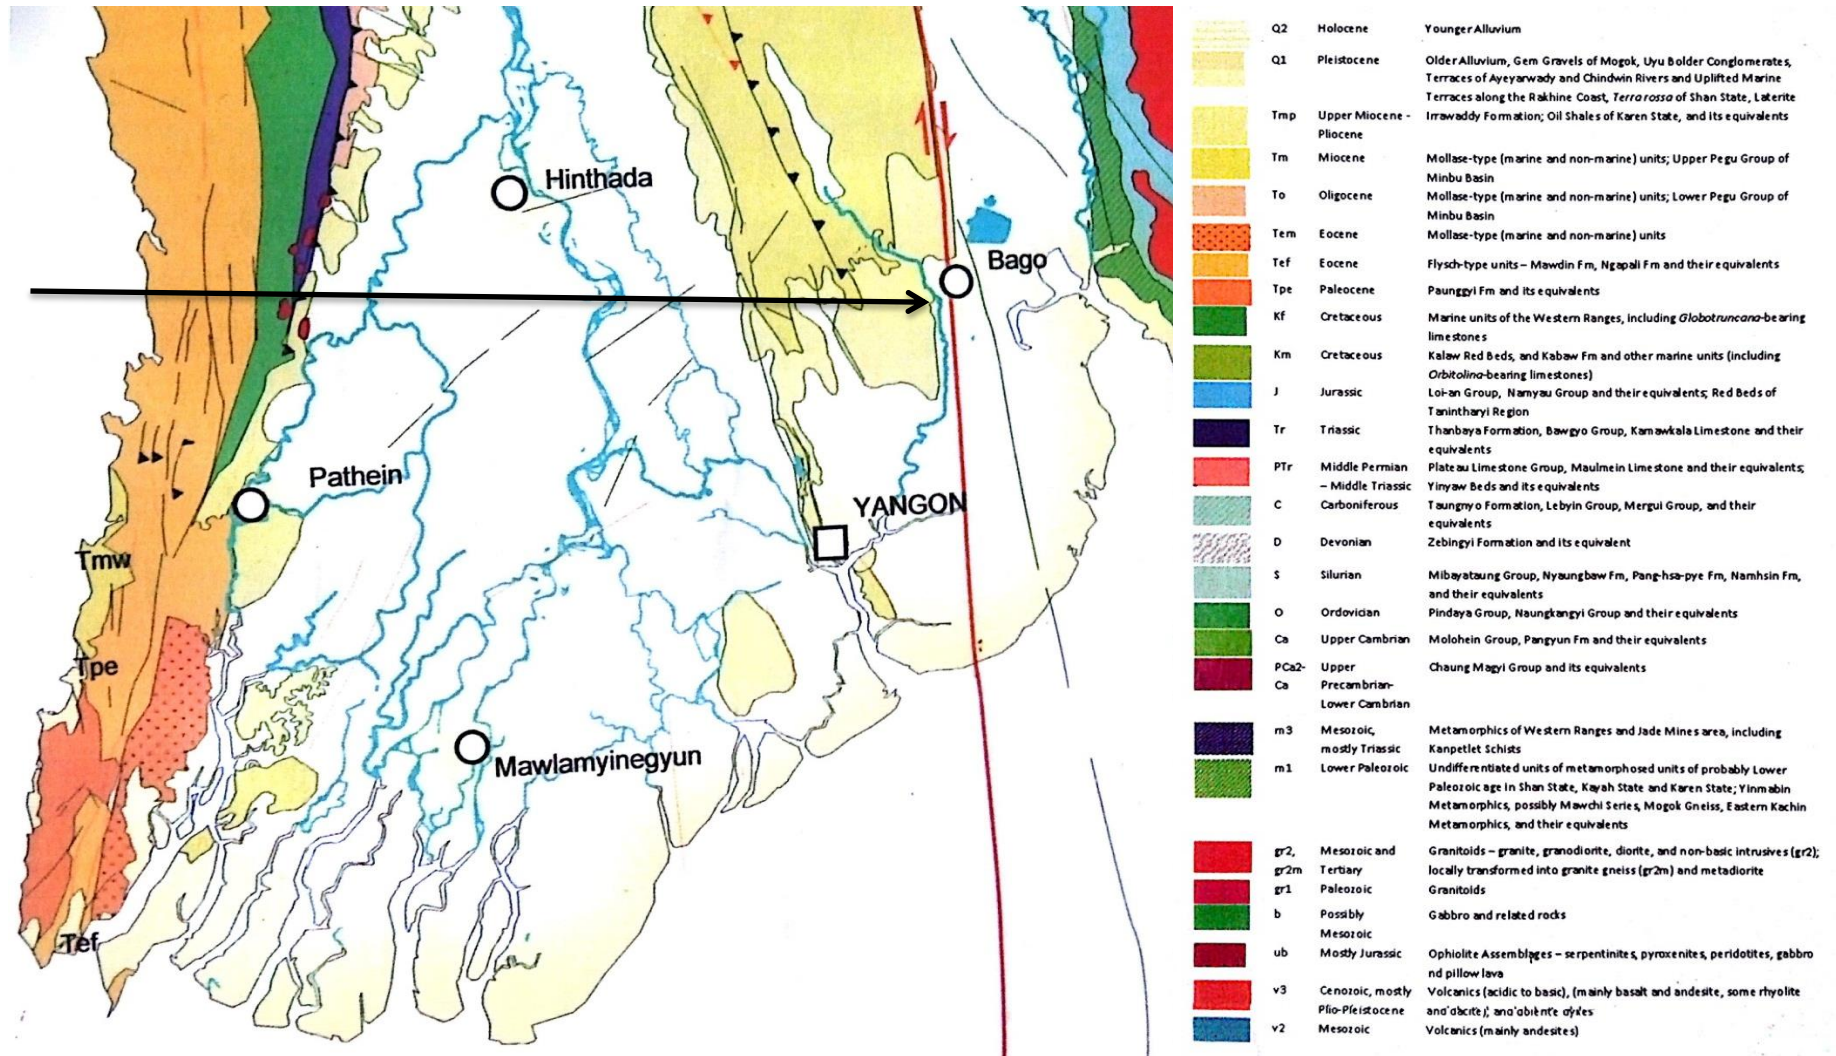 Hinthada
Bago
Pathein
YANGON
Tmw
Tpe
Mawlamyinegyun
Tef
Q2 Holocene Younger Alluvium
Q1 Pleistocene Older Alluvium, Gem Gravels of Mogok, Uyu Bolder Conglomerates,
Terraces of Ayeyarwady and Chindwin Rivers and Uplifted Marine
Terraces along the Rakhine Coast, Terra rossa of Shan State, Laterite
Tmp Upper Miocene - Irrawaddy Formation; Oil Shales of Karen State, and its equivalents
Pliocene
Tm Miocene Mollase-type (marine and non-marine) units; Upper Pegu Group of
Minbu Basin
To Oligocene Mollase-type (marine and non-marine) units; Lower Pegu Group of
Minbu Basin
Tem Eocene Mollase-type (marine and non-marine) units
Tef Eocene Flysch-type units – Mawdin Fm, Ngapali Fm and their equivalents
Tpe Paleocene Paunggyi Fm and its equivalents
Kf Cretaceous Marine units of the Western Ranges, including Globotruncana-bearing
limestones
Km Cretaceous Kalaw Red Beds, and Kabaw Fm and other marine units (including
Orbitolina-bearing limestones)
J Jurassic Loi-an Group, Namyau Group and their equivalents; Red Beds of
Tanintharyi Region
Tr Triassic Thanbaya Formation, Bawgyo Group, Kamawkala Limestone and their
equivalents
PTr Middle Permian Plateau Limestone Group, Maulmein Limestone and their equivalents;
– Middle Triassic Yinyaw Beds and its equivalents
C Carboniferous Taungnyo Formation, Lebyin Group, Mergui Group, and their
equivalents
D Devonian Zebingyi Formation and its equivalent
S Silurian Mibayataung Group, Nyaungbaw Fm, Pang-hsa-pye Fm, Namhsin Fm,
and their equivalents
O Ordovician Pindaya Group, Naungkangyi Group and their equivalents
Ca Upper Cambrian Molohein Group, Pangyun Fm and their equivalents
PCa2- Upper Chaung Magyi Group and its equivalents
Ca Precambrian-
Lower Cambrian
m3 Mesozoic, Metamorphics of Western Ranges and Jade Mines area, including
mostly Triassic Kanpetlet Schists
m1 Lower Paleozoic Undifferentiated units of metamorphosed units of probably Lower
Paleozoic age in Shan State, Kayah State and Karen State; Yinmabin
Metamorphics, possibly Mawchi Series, Mogok Gneiss, Eastern Kachin
Metamorphics, and their equivalents
gr2, Mesozoic and Granitoids – granite, granodiorite, diorite, and non-basic intrusives (gr2);
gr2m Tertiary locally transformed into granite gneiss (gr2m) and metadiorite
gr1 Paleozoic Granitoids
b Possibly Gabbro and related rocks
Mesozoic
ub Mostly Jurassic Ophiolite Assemblages – serpentinites, pyroxenites, peridotites, gabbro
nd pillow lava
v3 Cenozoic, mostly Volcanics (acidic to basic), (mainly basalt and andesite, some rhyolite
Plio-Pleistocene
v2 Mesozoic Volcanics (mainly andesites)